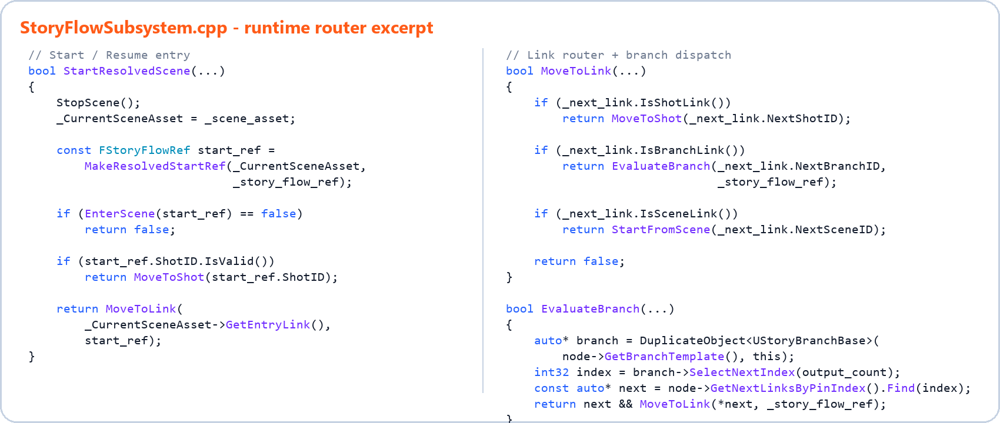 StoryFlowSubsystem.cpp - runtime router excerpt
// Start / Resume entry
bool StartResolvedScene(...)
{
    StopScene();
    _CurrentSceneAsset = _scene_asset;

    const FStoryFlowRef start_ref =
        MakeResolvedStartRef(_CurrentSceneAsset,
                             _story_flow_ref);

    if (EnterScene(start_ref) == false)
        return false;

    if (start_ref.ShotID.IsValid())
        return MoveToShot(start_ref.ShotID);

    return MoveToLink(
        _CurrentSceneAsset->GetEntryLink(),
        start_ref);
}
// Link router + branch dispatch
bool MoveToLink(...)
{
    if (_next_link.IsShotLink())
        return MoveToShot(_next_link.NextShotID);

    if (_next_link.IsBranchLink())
        return EvaluateBranch(_next_link.NextBranchID,
                              _story_flow_ref);

    if (_next_link.IsSceneLink())
        return StartFromScene(_next_link.NextSceneID);

    return false;
}

bool EvaluateBranch(...)
{
    auto* branch = DuplicateObject<UStoryBranchBase>(
        node->GetBranchTemplate(), this);
    int32 index = branch->SelectNextIndex(output_count);
    const auto* next = node->GetNextLinksByPinIndex().Find(index);
    return next && MoveToLink(*next, _story_flow_ref);
}